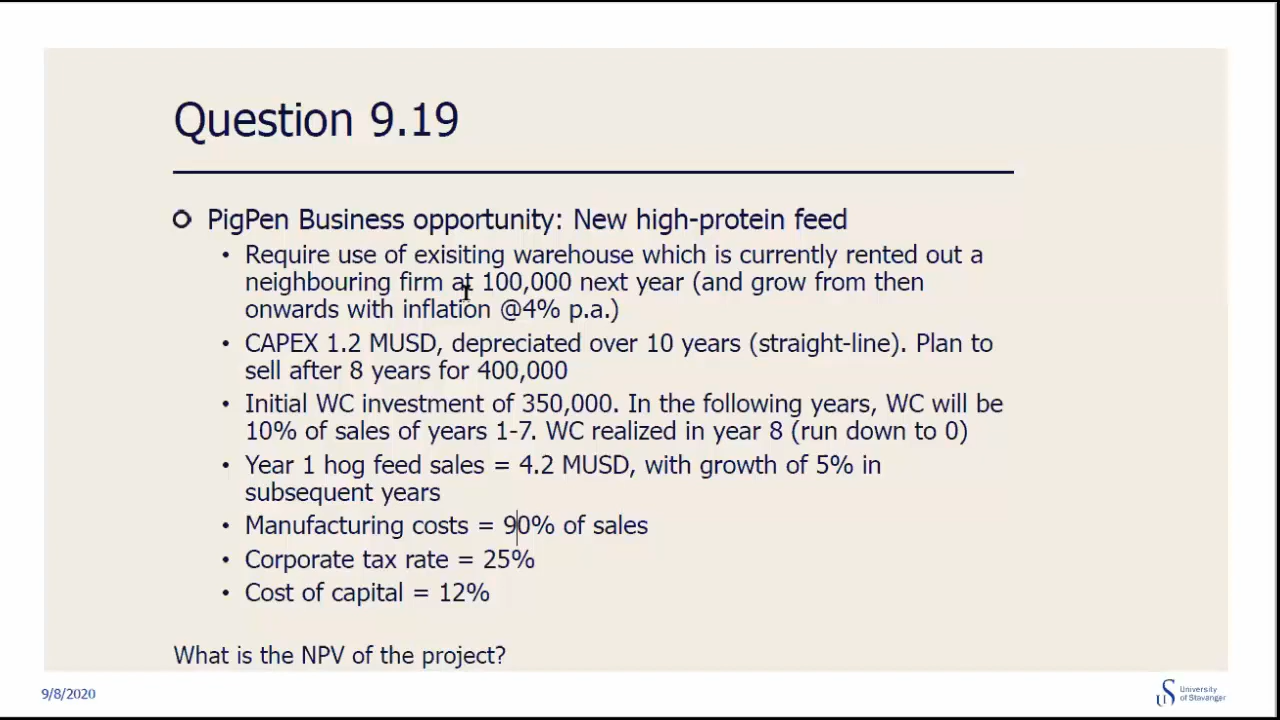 Question 9.19
PigPen Business opportunity: New high-protein feed
• Require use of exisiting warehouse which is currently rented out a
neighbouring firm at 100,000 next year (and grow from then
onwards with inflation @4% p.a.)
• CAPEX 1.2 MUSD, depreciated over 10 years (straight-line). Plan to
sell after 8 years for 400,000
• Initial WC investment of 350,000. In the following years, WC will be
10% of sales of years 1-7. WC realized in year 8 (run down to 0)
• Year 1 hog feed sales = 4.2 MUSD, with growth of 5% in
subsequent years
• Manufacturing costs = 90% of sales
• Corporate tax rate = 25%
• Cost of capital = 12%
What is the NPV of the project?
9/8/2020
University
of Stavanger